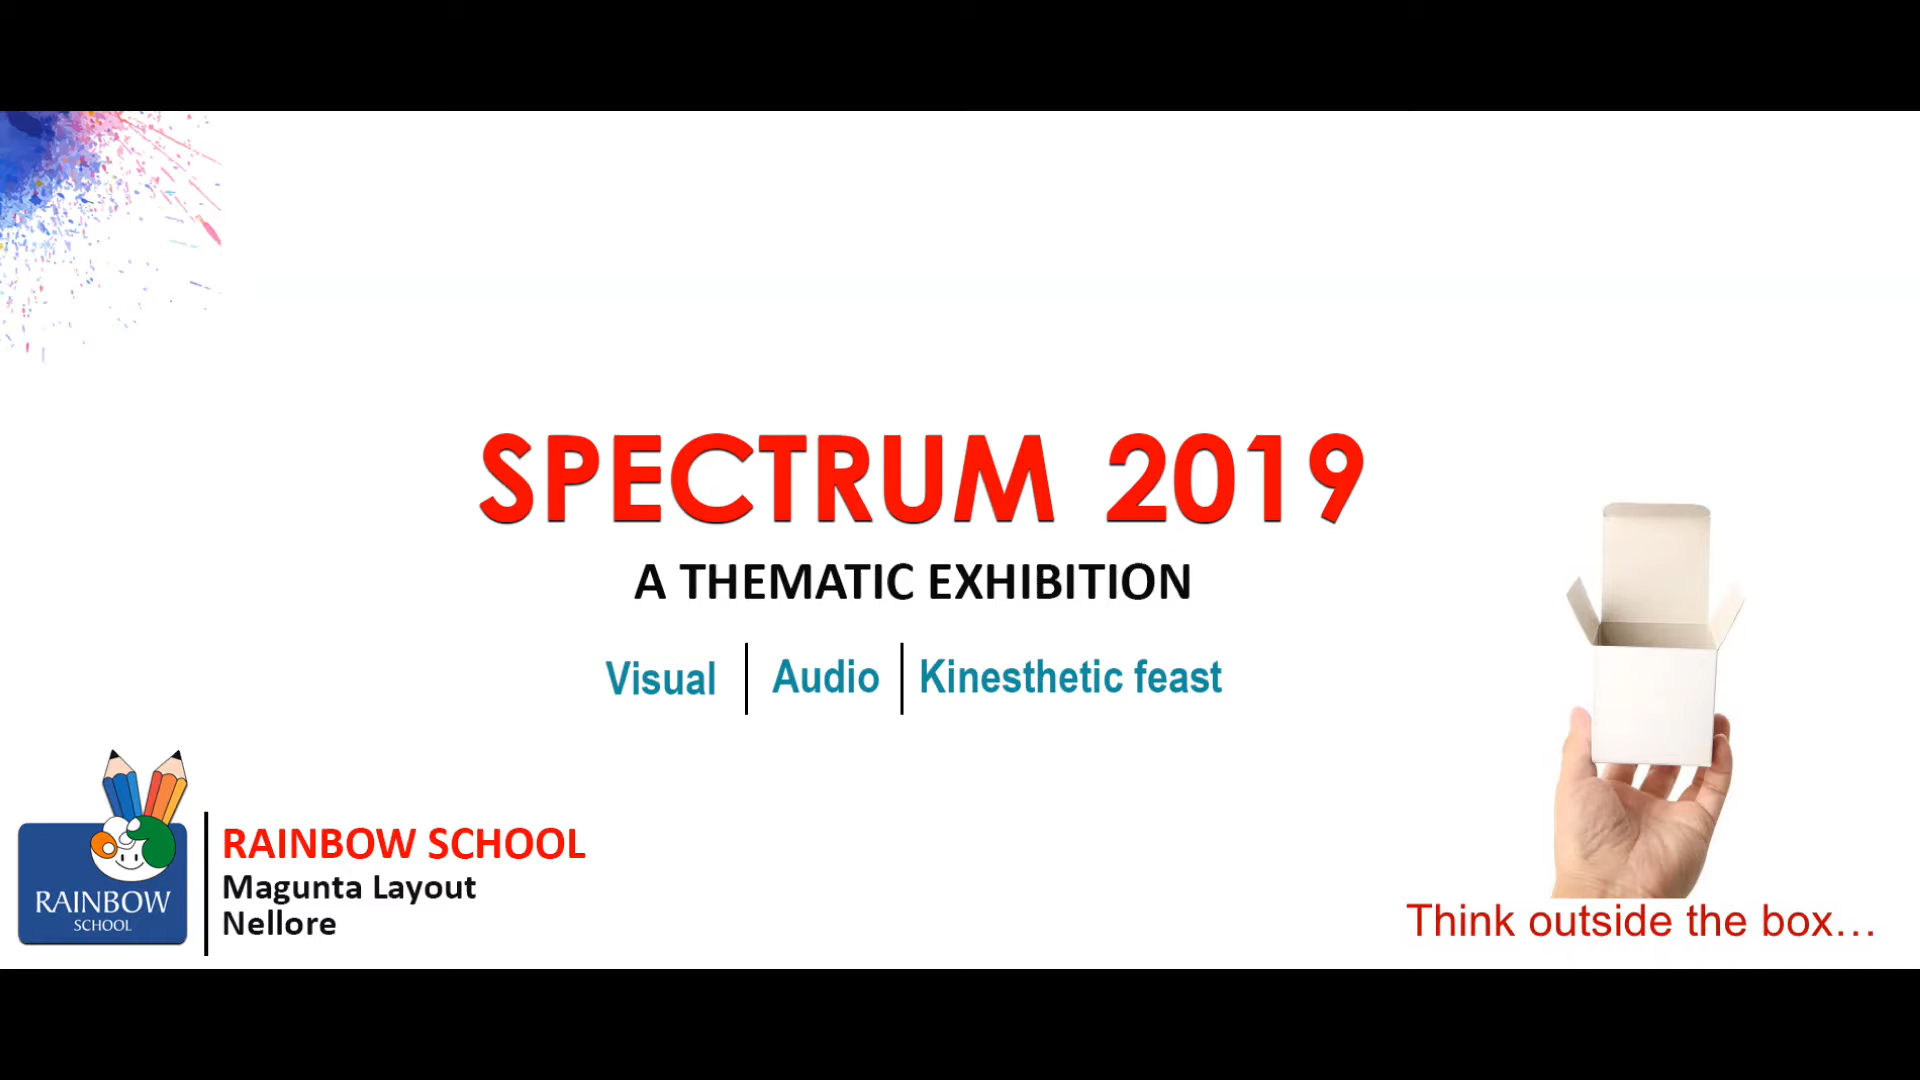 SPECTRUM 2019
A THEMATIC EXHIBITION
Visual | Audio | Kinesthetic feast
RAINBOW SCHOOL
Magunta Layout
Nellore
RAINBOW
SCHOOL
Think outside the box...